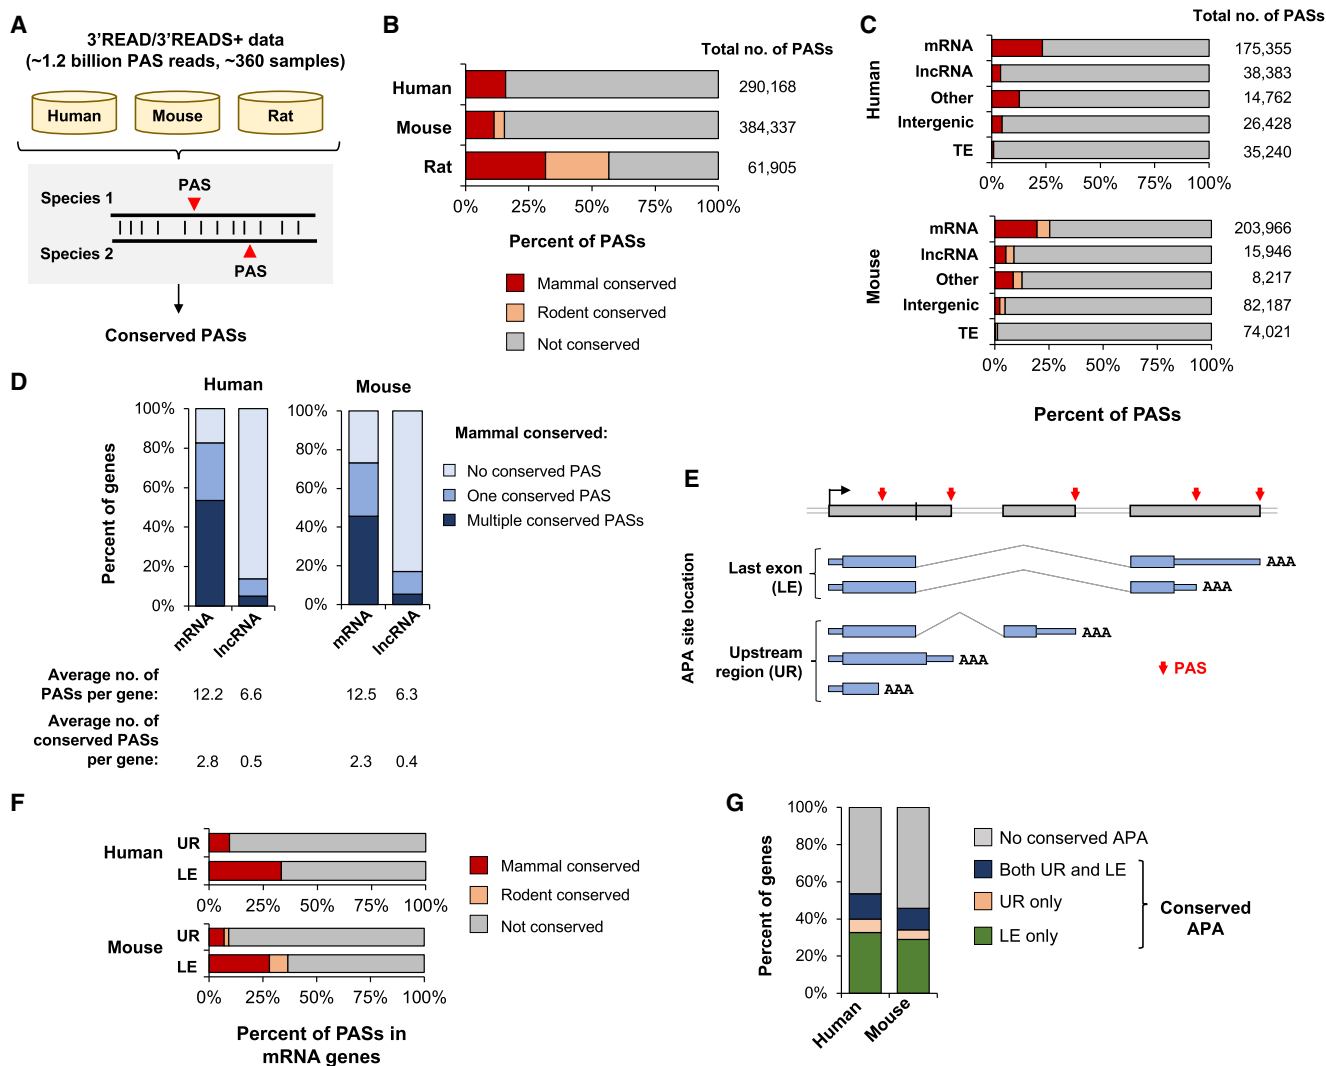 A
3'READ/3'READS+ data
(~1.2 billion PAS reads, ~360 samples)
Human
Mouse
Rat
Species 1
PAS
Species 2
PAS
Conserved PASs
B
Total no. of PASs
Human
290,168
Mouse
384,337
Rat
61,905
0%
25%
50%
75%
100%
Percent of PASs
Mammal conserved
Rodent conserved
Not conserved
C
Total no. of PASs
Human
mRNA
175,355
lncRNA
38,383
Other
14,762
Intergenic
26,428
TE
35,240
0%
25%
50%
75%
100%
Mouse
mRNA
203,966
lncRNA
15,946
Other
8,217
Intergenic
82,187
TE
74,021
0%
25%
50%
75%
100%
Percent of PASs
D
Human
Mouse
Percent of genes
100%
80%
60%
40%
20%
0%
mRNA
lncRNA
100%
80%
60%
40%
20%
0%
mRNA
lncRNA
Mammal conserved:
No conserved PAS
One conserved PAS
Multiple conserved PASs
Average no. of
PASs per gene:
12.2
6.6
12.5
6.3
Average no. of
conserved PASs
per gene:
2.8
0.5
2.3
0.4
E
APA site location
Last exon
(LE)
AAA
AAA
Upstream
region (UR)
AAA
AAA
AAA
PAS
F
Human
UR
LE
0%
25%
50%
75%
100%
Mouse
UR
LE
0%
25%
50%
75%
100%
Percent of PASs in
mRNA genes
Mammal conserved
Rodent conserved
Not conserved
G
Percent of genes
100%
80%
60%
40%
20%
0%
Human
Mouse
No conserved APA
Both UR and LE
UR only
LE only
Conserved
APA